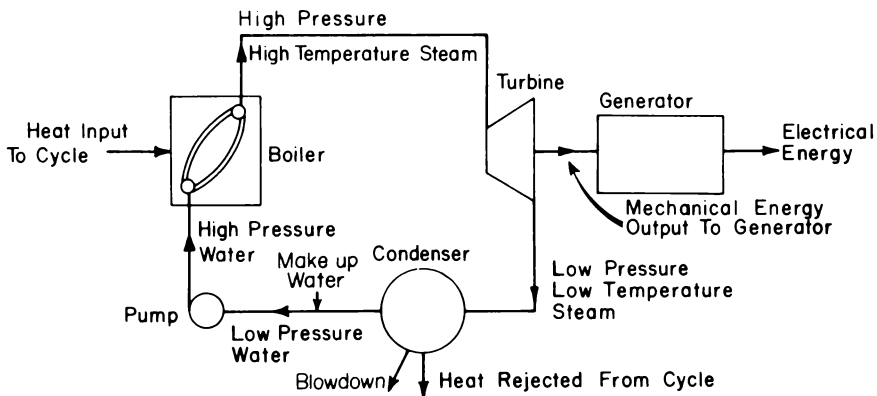 High Pressure
High Temperature Steam
Turbine
Generator
Heat Input
To Cycle
Boiler
Electrical
Energy
Mechanical Energy
Output To Generator
High Pressure
Water
Make up
Water
Condenser
Low Pressure
Low Temperature
Steam
Pump
Low Pressure
Water
Blowdown
Heat Rejected From Cycle